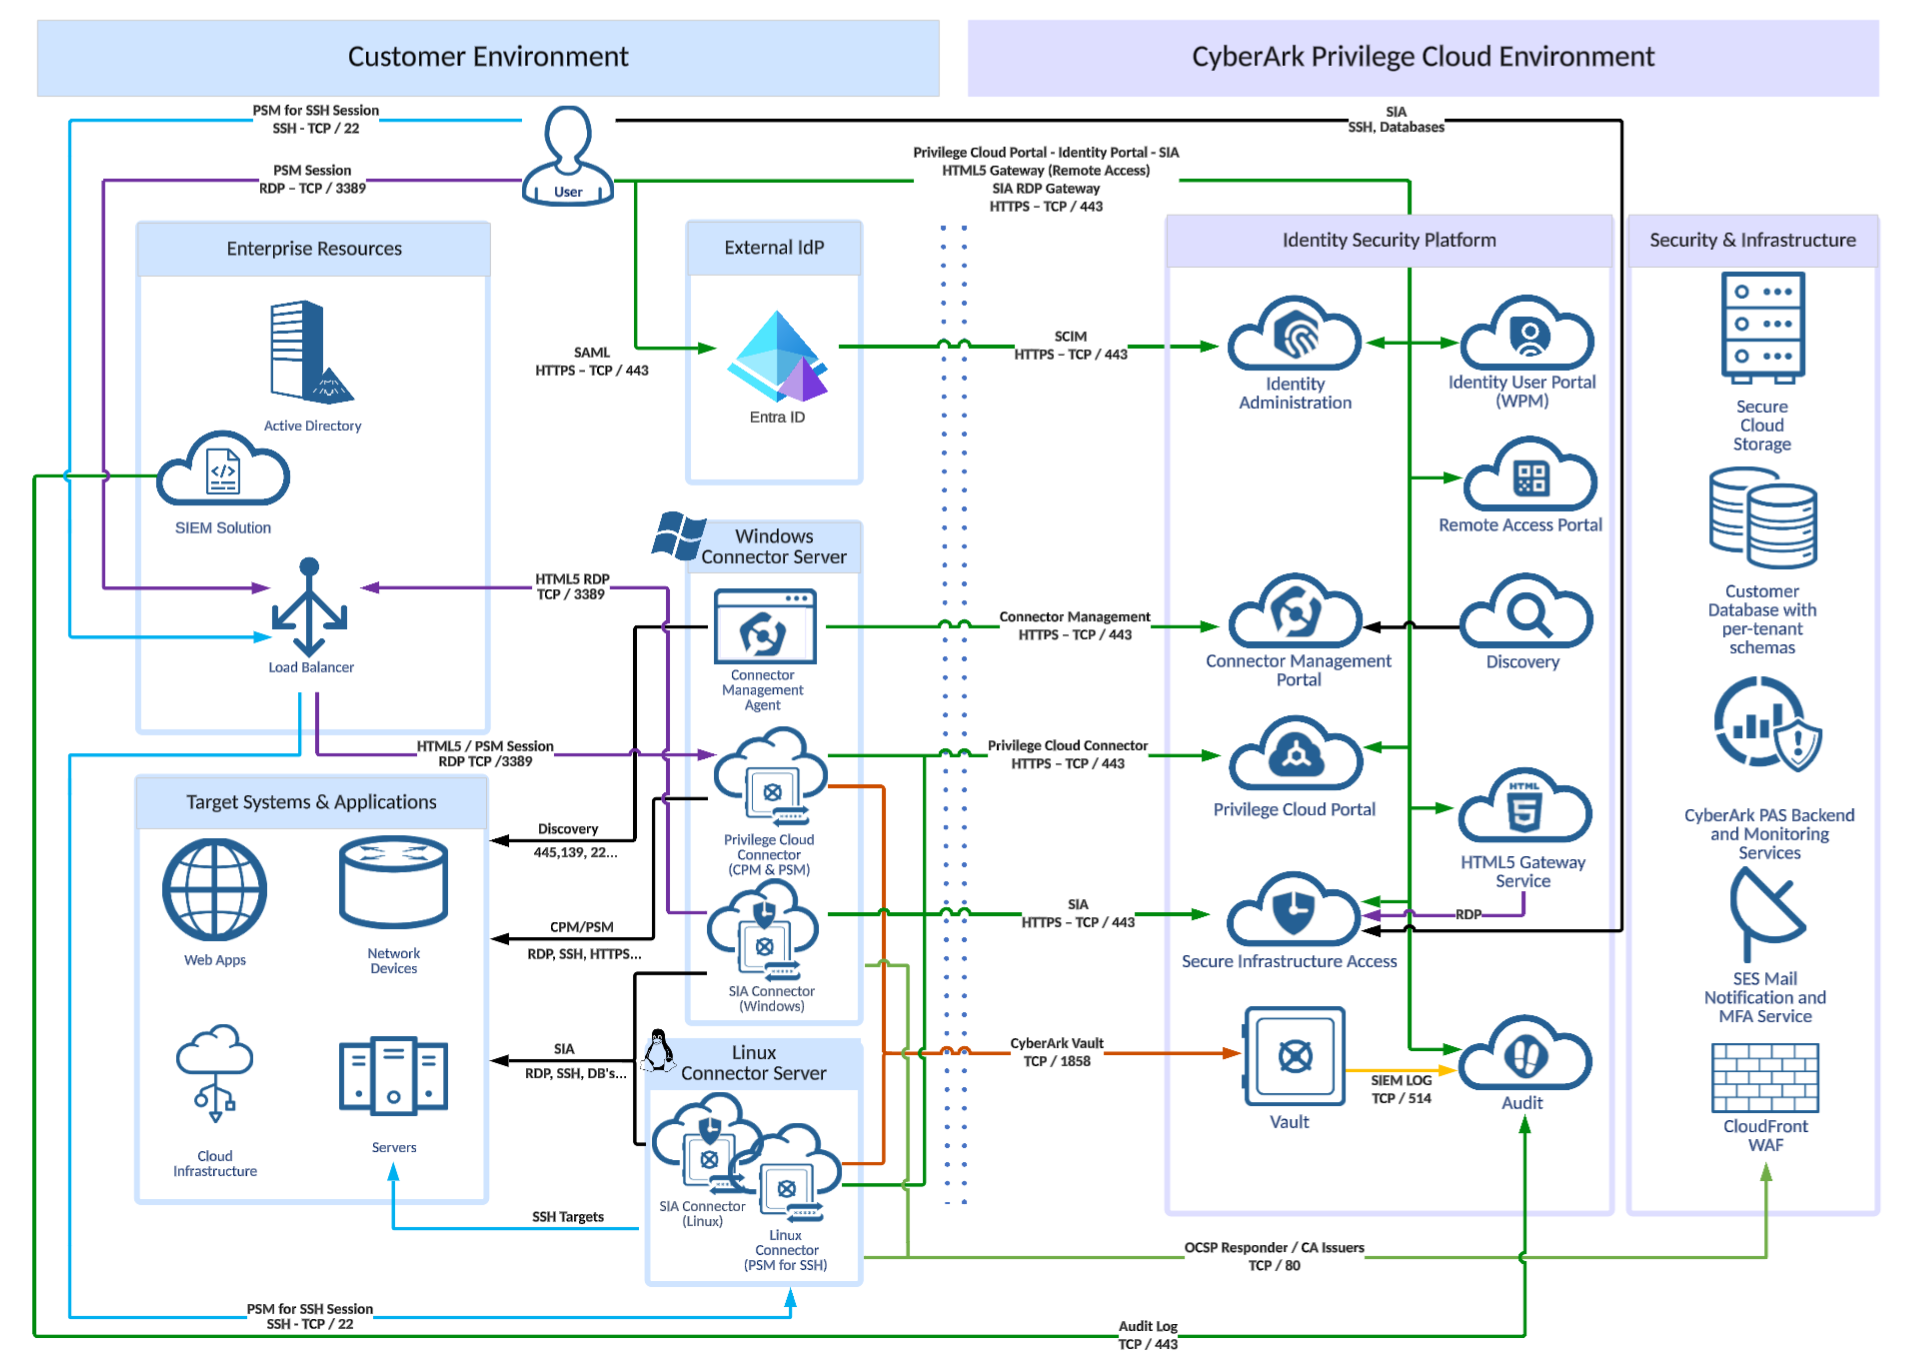 Customer Environment
CyberArk Privilege Cloud Environment
PSM for SSH Session
SSH - TCP / 22
SIA
SSH, Databases
PSM Session
RDP – TCP / 3389
User
Privilege Cloud Portal - Identity Portal - SIA
HTML5 Gateway (Remote Access)
SIA RDP Gateway
HTTPS – TCP / 443
Enterprise Resources
External IdP
Identity Security Platform
Security & Infrastructure
Active Directory
SAML
HTTPS – TCP / 443
Entra ID
SCIM
HTTPS – TCP / 443
Identity
Administration
Identity User Portal
(WPM)
Secure
Cloud
Storage
</>
SIEM Solution
Remote Access Portal
Windows
Connector Server
HTML5 RDP
TCP / 3389
Load Balancer
Connector
Management
Agent
Connector Management
HTTPS – TCP / 443
Connector Management
Portal
Discovery
Customer
Database with
per-tenant
schemas
HTML5 / PSM Session
RDP TCP /3389
Privilege Cloud Connector
HTTPS – TCP / 443
Privilege Cloud Portal
HTML
5
HTML5 Gateway
Service
CyberArk PAS Backend
and Monitoring
Services
Target Systems & Applications
Discovery
445,139, 22...
Privilege Cloud
Connector
(CPM & PSM)
Web Apps
Network
Devices
CPM/PSM
RDP, SSH, HTTPS...
SIA Connector
(Windows)
SIA
HTTPS – TCP / 443
RDP
Secure Infrastructure Access
SES Mail
Notification and
MFA Service
SIA
RDP, SSH, DB's...
Linux
Connector Server
CyberArk Vault
TCP / 1858
Vault
SIEM LOG
TCP / 514
Audit
CloudFront
WAF
Cloud
Infrastructure
Servers
SSH Targets
SIA Connector
(Linux)
Linux
Connector
(PSM for SSH)
OCSP Responder / CA Issuers
TCP / 80
PSM for SSH Session
SSH - TCP / 22
Audit Log
TCP / 443